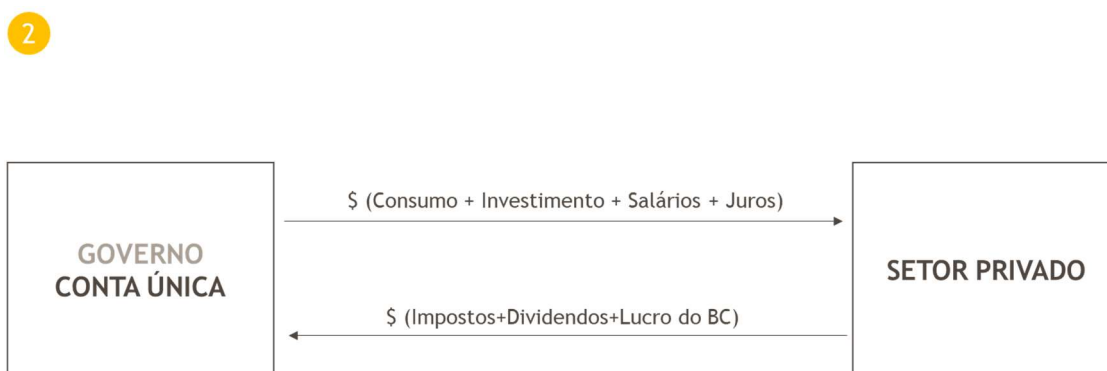 2
$ (Consumo + Investimento + Salários + Juros)
GOVERNO
CONTA ÚNICA
SETOR PRIVADO
$ (Impostos+Dividendos+Lucro do BC)